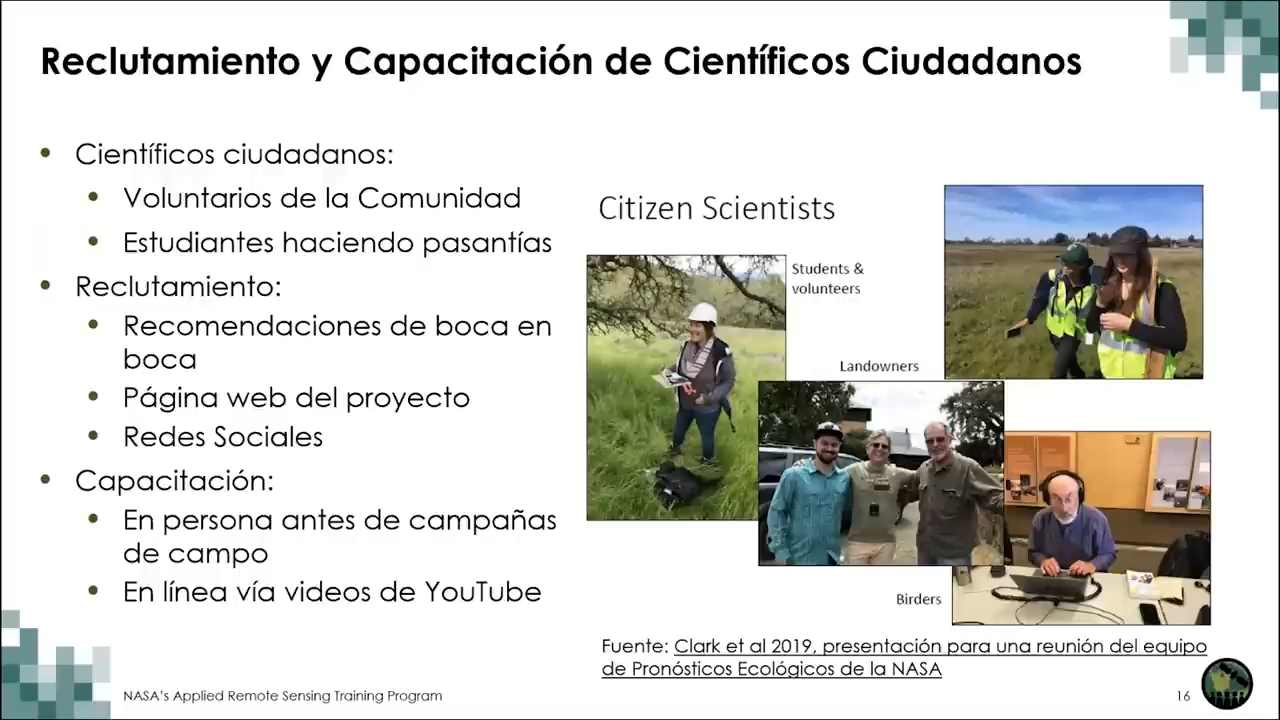 Reclutamiento y Capacitación de Científicos Ciudadanos
• Científicos ciudadanos:
• Voluntarios de la Comunidad
• Estudiantes haciendo pasantías
• Reclutamiento:
• Recomendaciones de boca en
boca
• Página web del proyecto
• Redes Sociales
• Capacitación:
• En persona antes de campañas
de campo
• En línea vía videos de YouTube
Citizen Scientists
Students &
volunteers
Landowners
Birders
Fuente: Clark et al 2019, presentación para una reunión del equipo
de Pronósticos Ecológicos de la NASA
NASA's Applied Remote Sensing Training Program
16